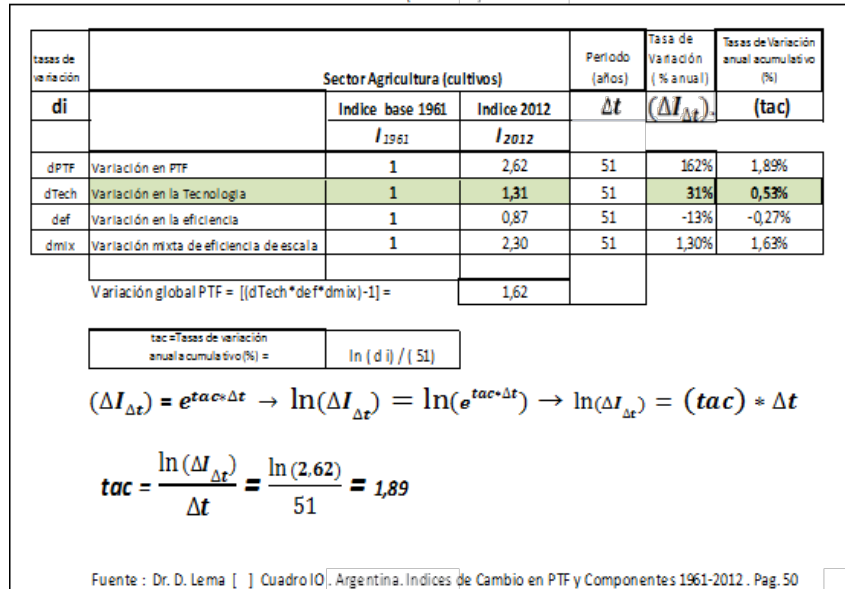 tasas de variación
Sector Agricultura (cultivos)
Periodo (años)
Tasa de Variación ( % anual)
Tasas de Variación anual acumulativo (%)
di Indice base 1961 Indice 2012 Δt (ΔI_Δt). (tac)
I 1961 I 2012
dPTF Variación en PTF 1 2,62 51 162% 1,89%
dTech Variación en la Tecnologia 1 1,31 51 31% 0,53%
def Variación en la eficiencia 1 0,87 51 -13% -0,27%
dmix Variación mixta de eficiencia de escala 1 2,30 51 1,30% 1,63%
Variación global PTF = [(dTech*def*dmix)-1] = 1,62
tac =Tasas de variación
anual acumulativo(%) = ln ( d i) / ( 51)
(ΔI_Δt) = e^tac*Δt → ln(ΔI_Δt) = ln(e^tac*Δt) → ln(ΔI_Δt) = (tac) * Δt
tac = ln (ΔI_Δt) / Δt = ln (2,62) / 51 = 1,89
Fuente : Dr. D. Lema [ ] Cuadro IO . Argentina. Indices de Cambio en PTF y Componentes 1961-2012 . Pag. 50